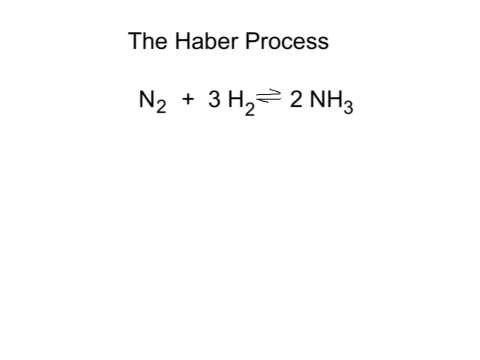 The Haber Process
N₂ + 3 H₂ ⇌ 2 NH₃